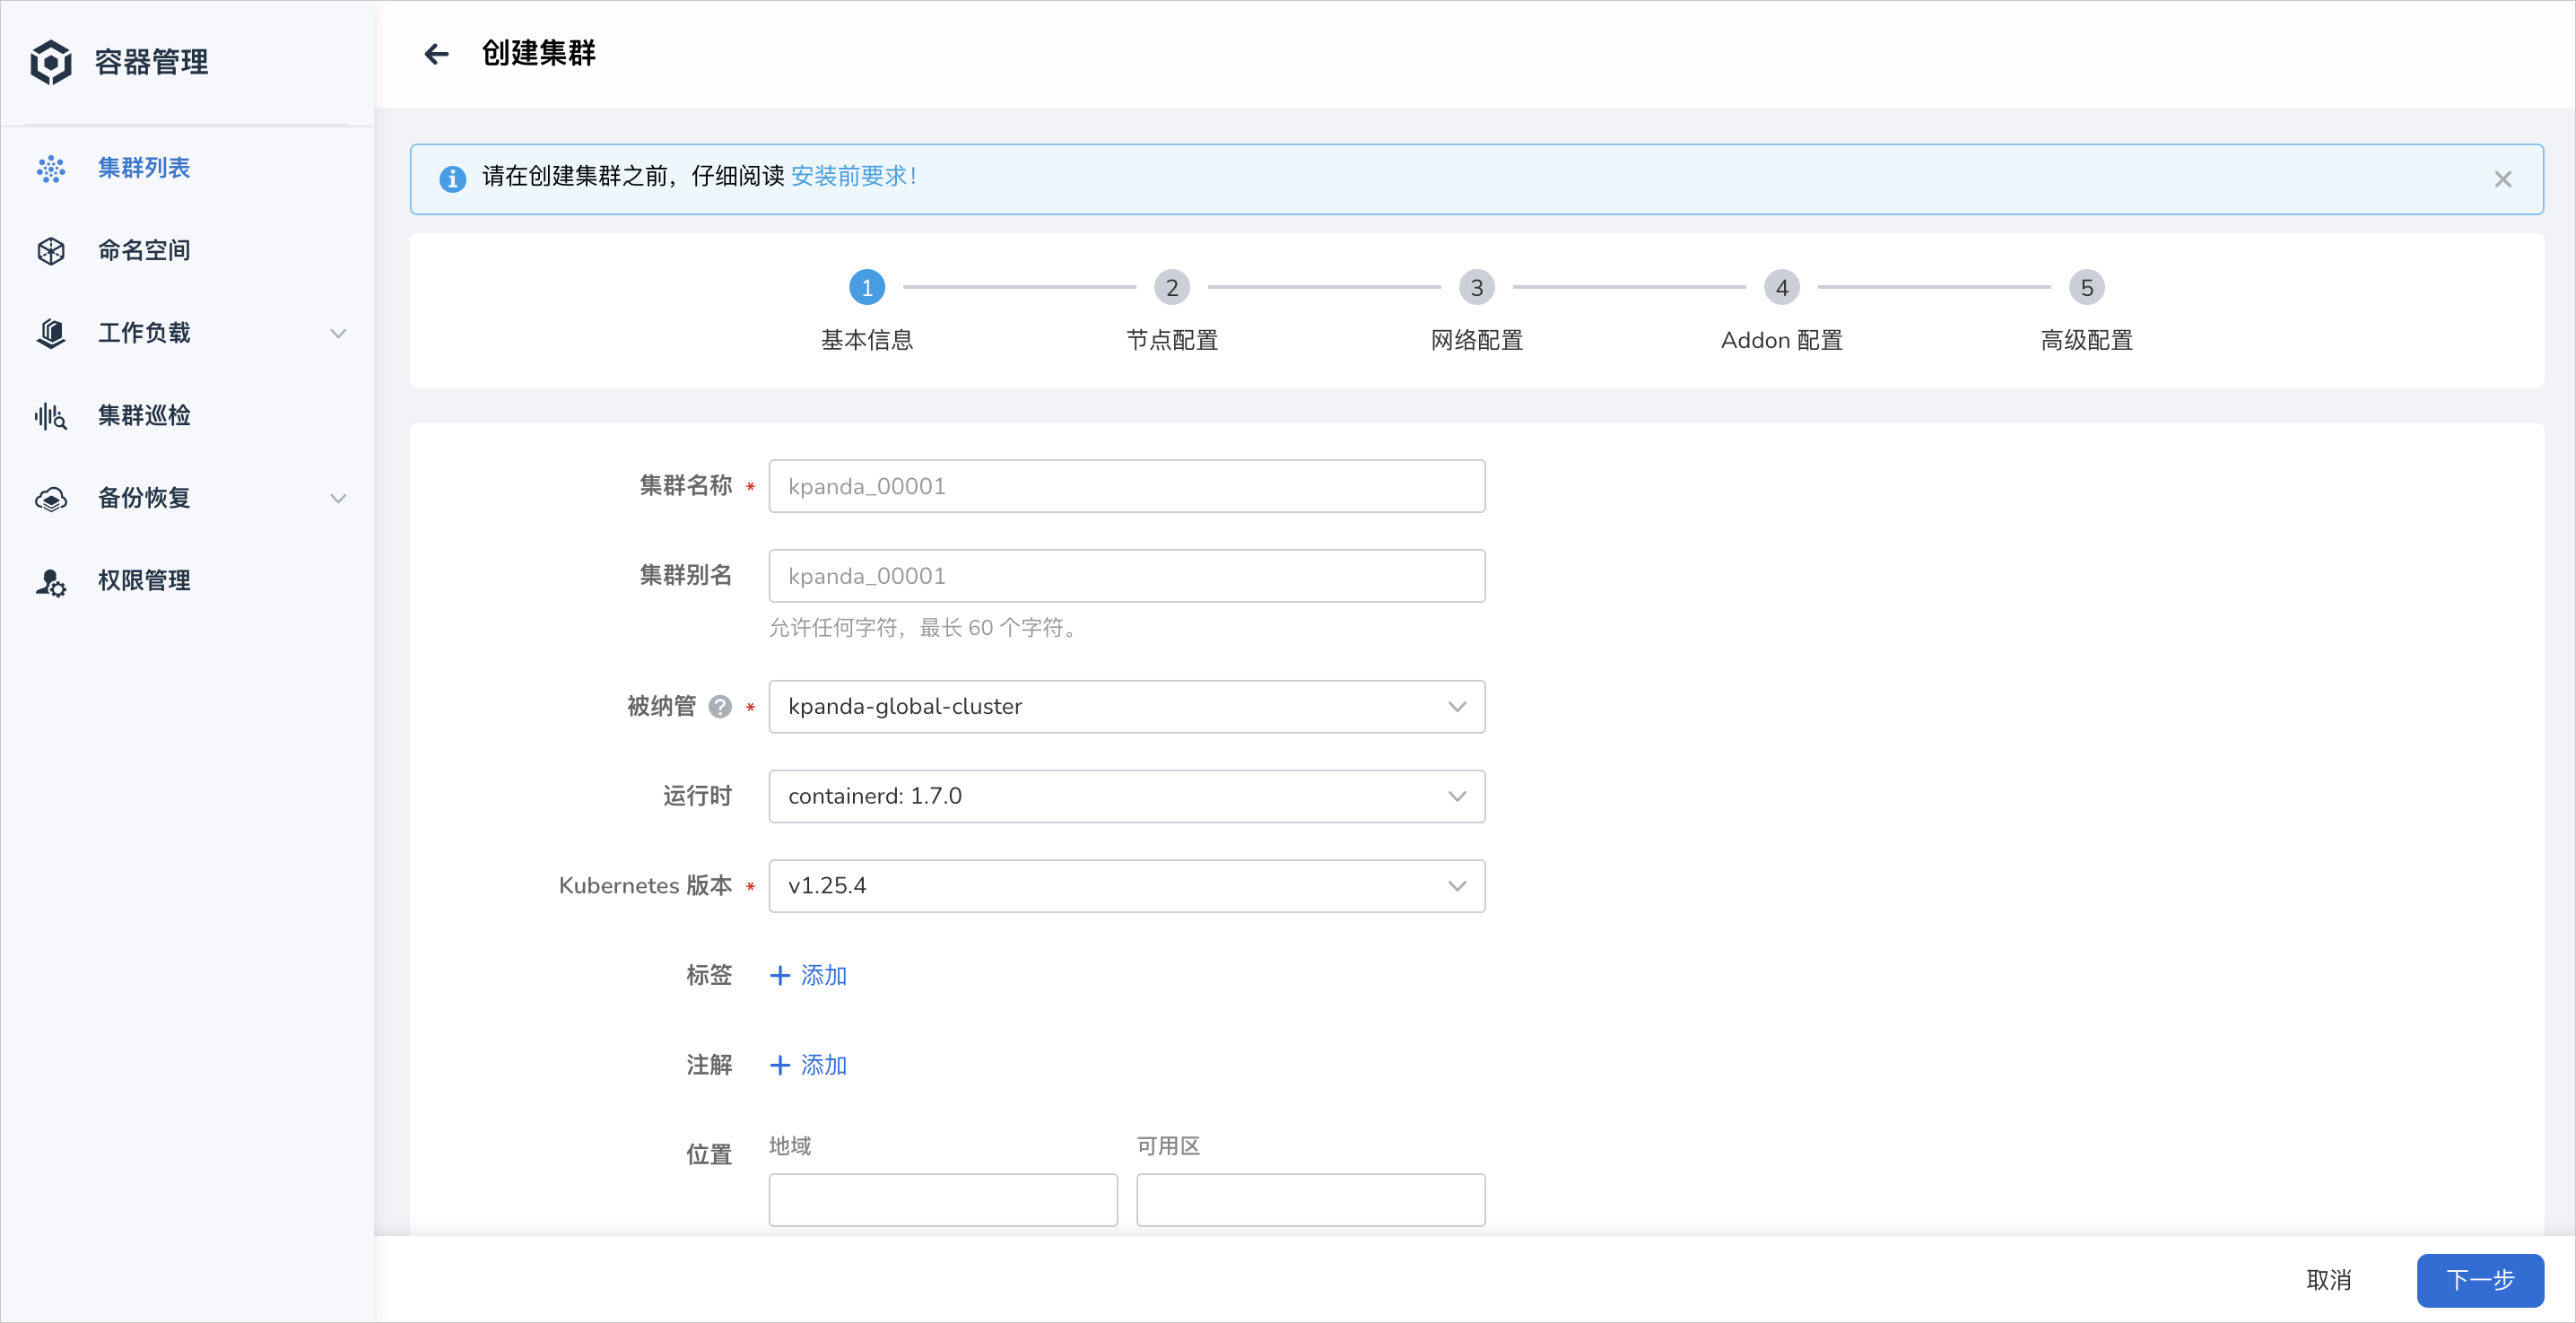 容器管理
集群列表
命名空间
工作负载
集群巡检
备份恢复
权限管理
创建集群
请在创建集群之前，仔细阅读 安装前要求！
1
2
3
4
5
基本信息
节点配置
网络配置
Addon 配置
高级配置
集群名称 * kpanda_00001
集群别名 kpanda_00001
允许任何字符，最长 60 个字符。
被纳管 ? * kpanda-global-cluster
运行时 containerd: 1.7.0
Kubernetes 版本 * v1.25.4
标签 + 添加
注解 + 添加
位置 地域 可用区
取消 下一步